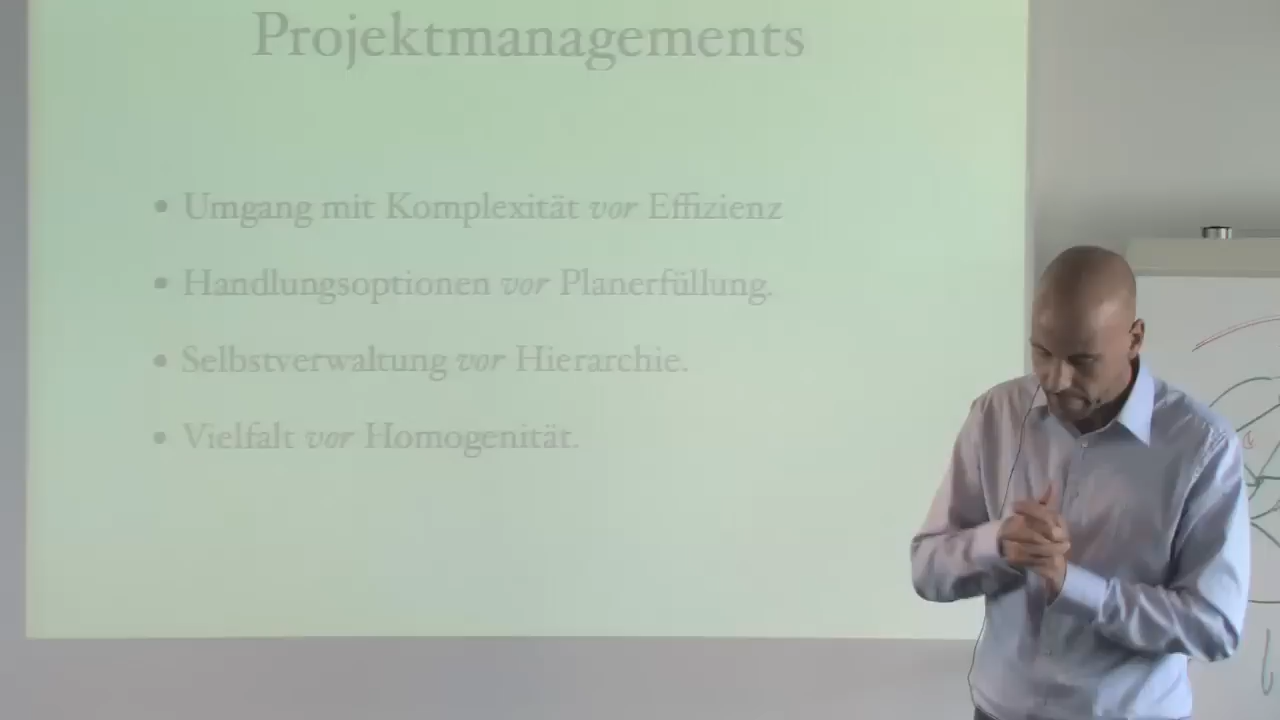 Projektmanagements
• Umgang mit Komplexität vor Effizienz
• Handlungsoptionen vor Planerfüllung.
• Selbstverwaltung vor Hierarchie.
• Vielfalt vor Homogenität.